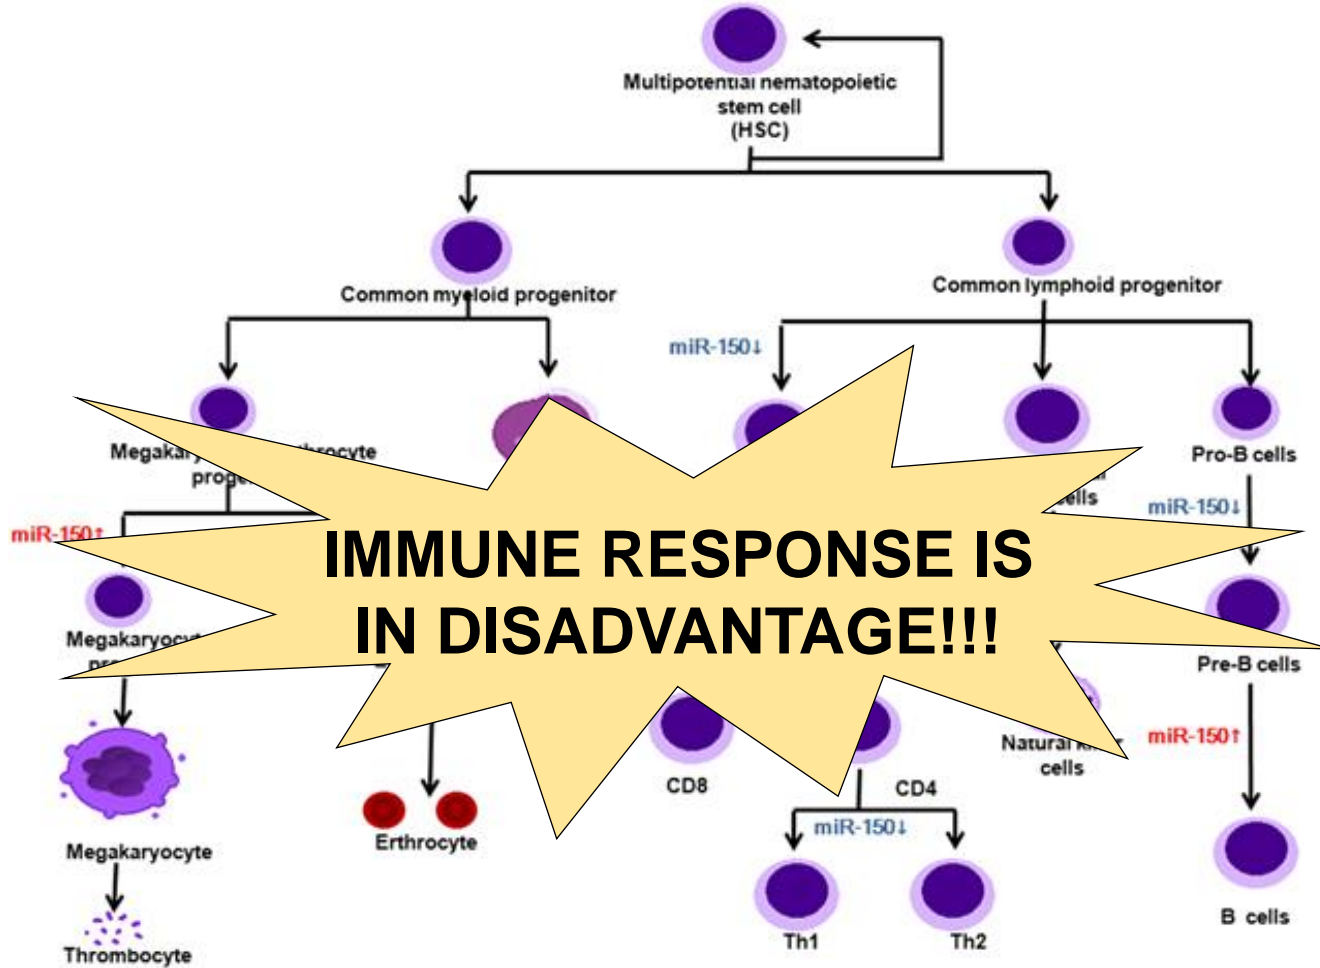 Multipotential nematopoietic
stem cell
(HSC)
Common myeloid progenitor
Common lymphoid progenitor
miR-150↓
Pro-B cells
miR-150↓
miR-150↑
IMMUNE RESPONSE IS
IN DISADVANTAGE!!!
Pre-B cells
miR-150↑
Natural
cells
CD8
CD4
miR-150↓
Erthrocyte
Megakaryocyte
Th1
Th2
B cells
Thrombocyte